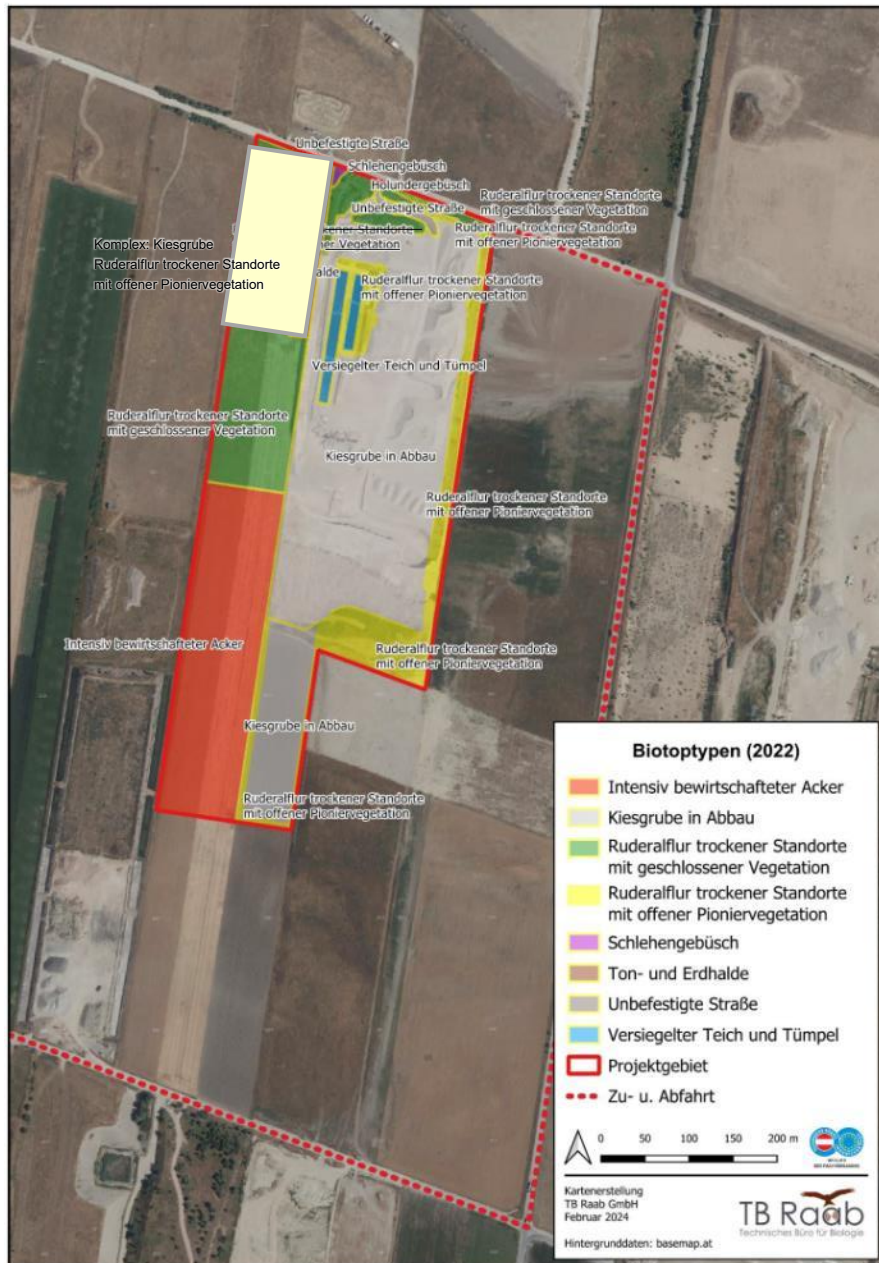 Unbefestigte Straße
Schlehengebüsch
Holundergebüsch
Unbefestigte Straße
Ruderalflur trockener Standorte
mit geschlossener Vegetation
Ruderalflur trockener Standorte
mit offener Pioniervegetation
Komplex: Kiesgrube
Ruderalflur trockener Standorte
mit offener Pioniervegetation
Standorte
Vegetation
Ruderalflur trockener Standorte
mit offener Pioniervegetation
Versiegelter Teich und Tümpel
Ruderalflur trockener Standorte
mit geschlossener Vegetation
Kiesgrube in Abbau
Ruderalflur trockener Standorte
mit offener Pioniervegetation
Intensiv bewirtschafteter Acker
Ruderalflur trockener Standorte
mit offener Pioniervegetation
Kiesgrube in Abbau
Ruderalflur trockener Standorte
mit offener Pioniervegetation
Biotoptypen (2022)
Intensiv bewirtschafteter Acker
Kiesgrube in Abbau
Ruderalflur trockener Standorte
mit geschlossener Vegetation
Ruderalflur trockener Standorte
mit offener Pioniervegetation
Schlehengebüsch
Ton- und Erdhalde
Unbefestigte Straße
Versiegelter Teich und Tümpel
Projektgebiet
Zu- u. Abfahrt
0 50 100 150 200 m
Kartenerstellung
TB Raab GmbH
Februar 2024
Hintergrunddaten: basemap.at
TB Raab
Technisches Büro für Biologie